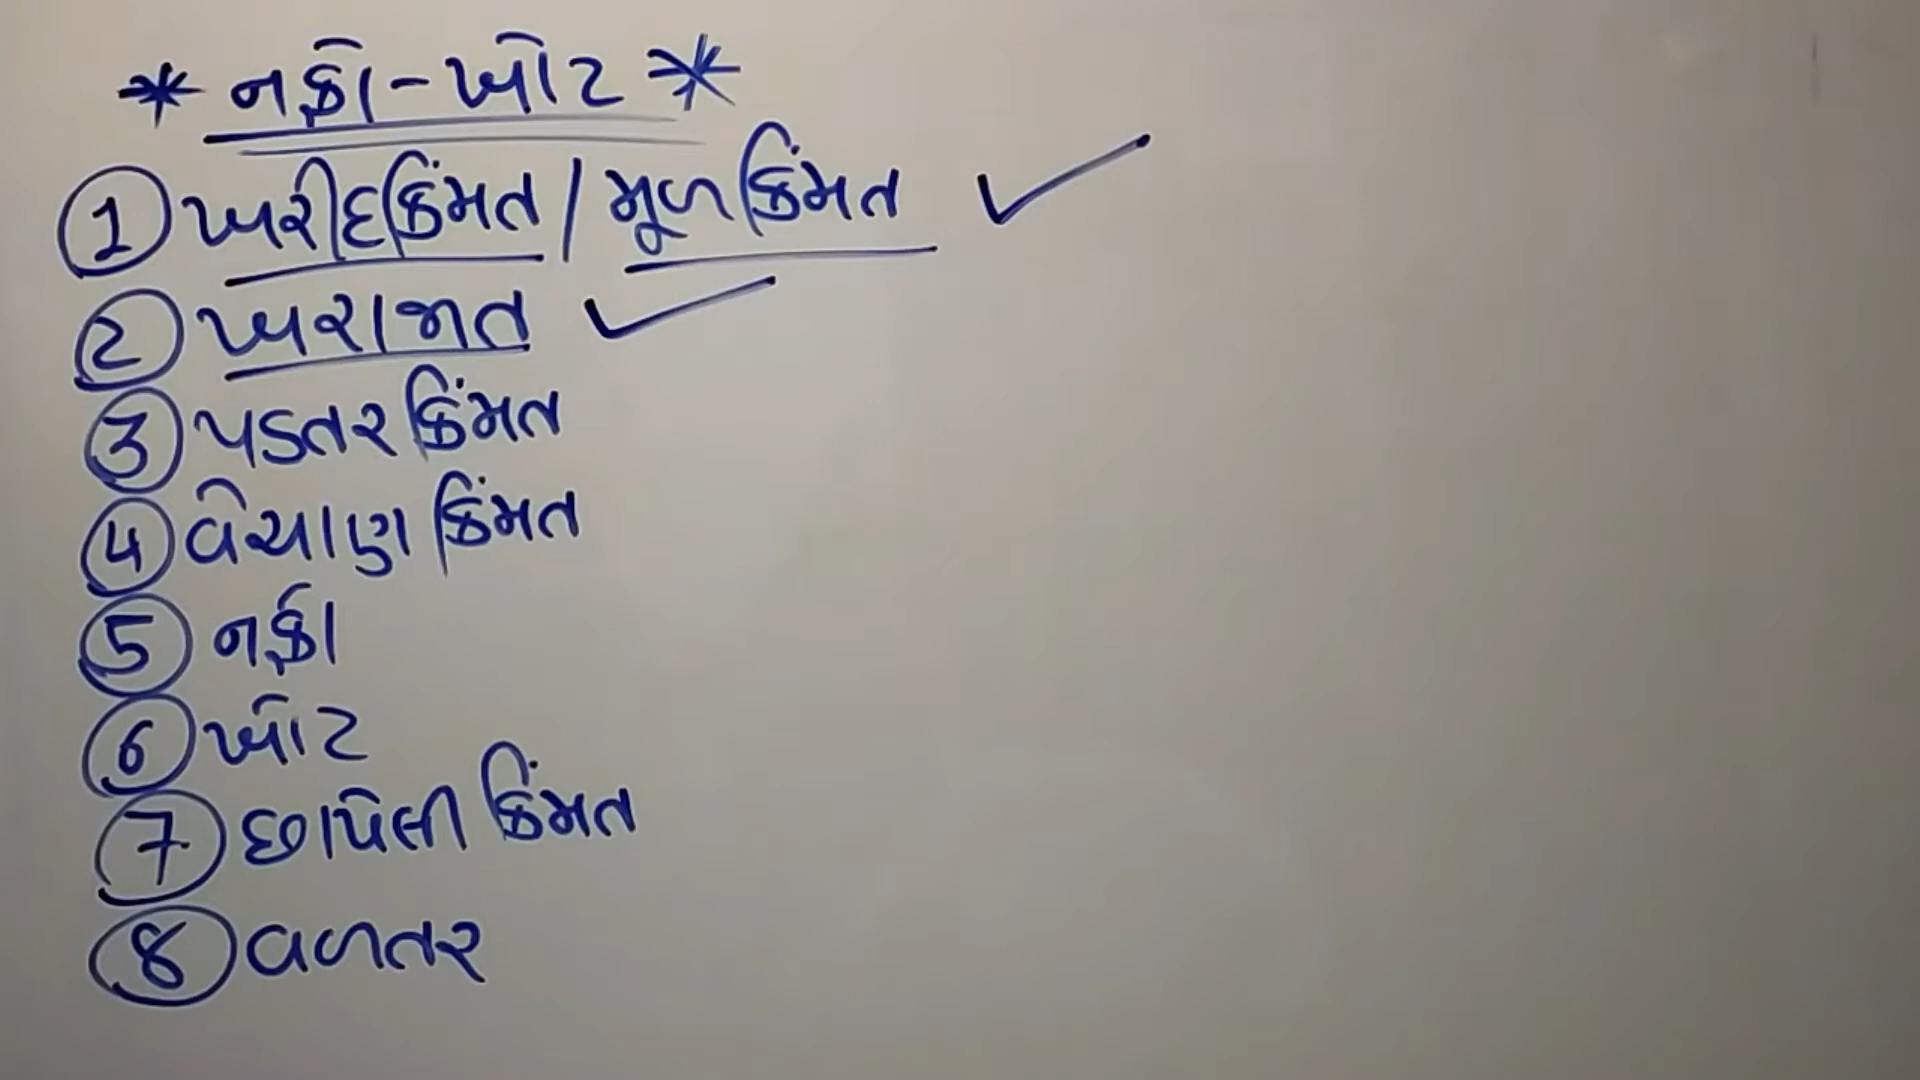 * નફો - ખોટ *
① ખરીદકિંમત / મૂળકિંમત ✓
② ખરાજાત ✓
③ પડતર કિંમત
④ વેચાણ કિંમત
⑤ નફો
⑥ ખોટ
⑦ છાપેલી કિંમત
⑧ વળતર